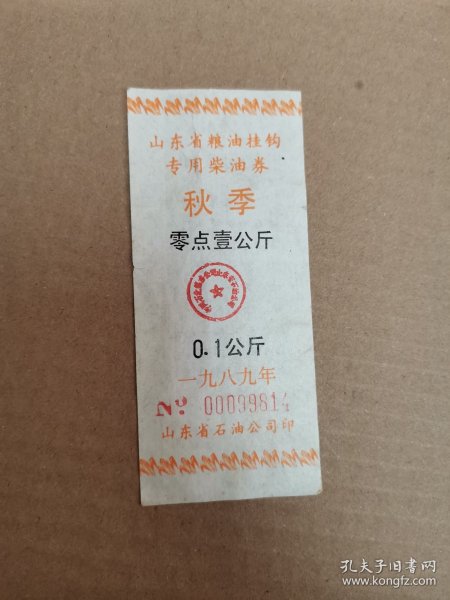 山东省粮油挂钩
专用柴油券
秋季
零点壹公斤
0.1公斤
一九八九年
No 00099814
山东省石油公司印
孔夫子旧书网
www.kongfz.com